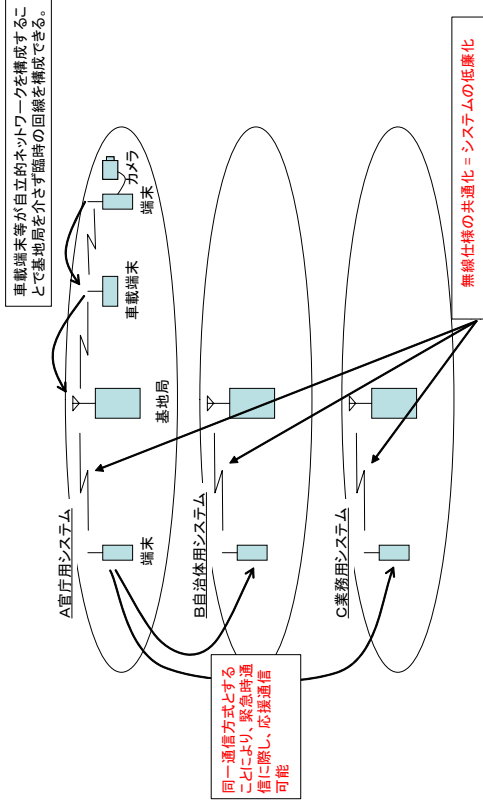 車載端末等が自立的ネットワークを構成するこ
とで基地局を介さず臨時の回線を構成できる。
A官庁用システム
端末
基地局
車載端末
端末
カメラ
B自治体用システム
C業務用システム
同一通信方式とする
ことにより、緊急時通
信に際し、応援通信
可能
無線仕様の共通化 = システムの低廉化